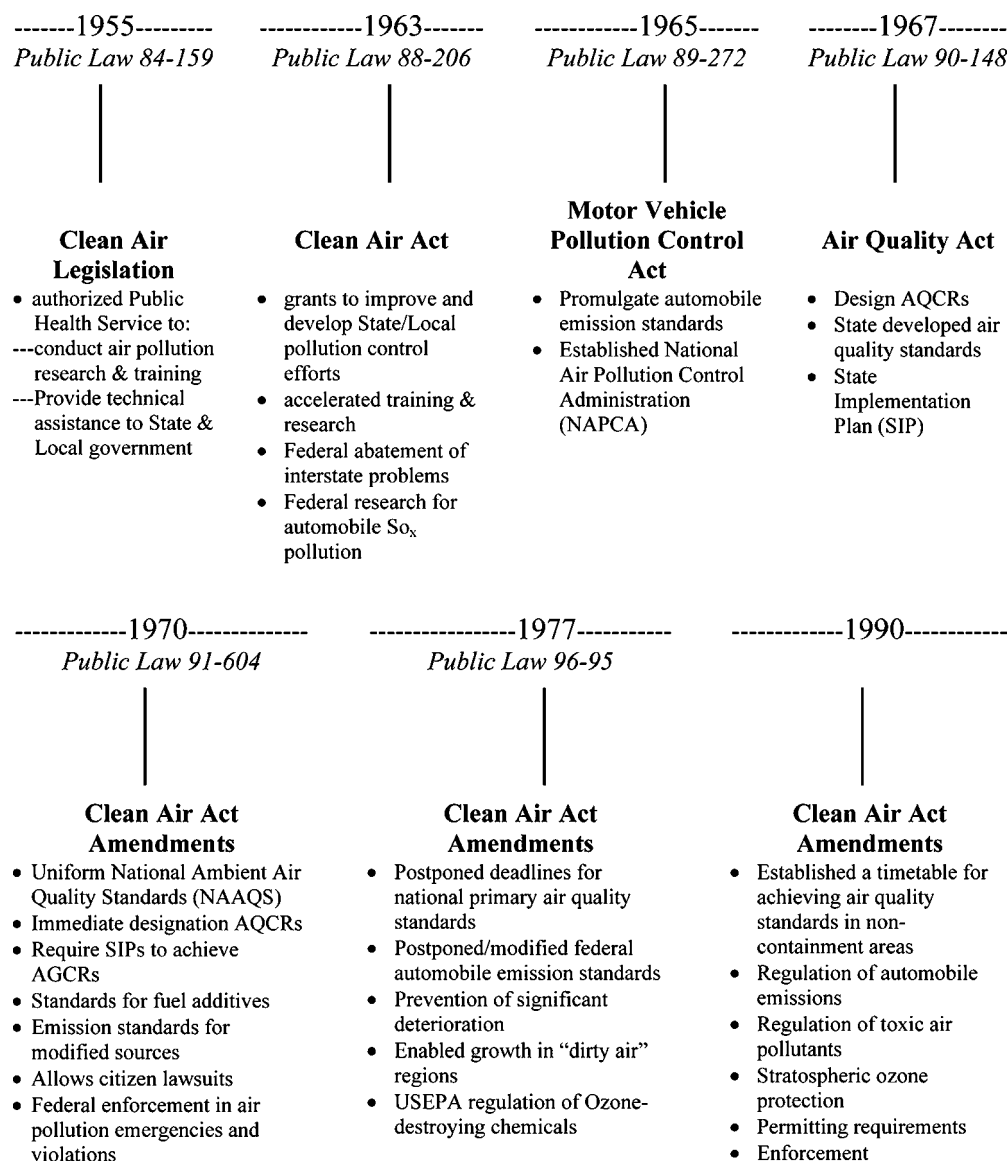 -------1955---------
Public Law 84-159
Clean Air
Legislation
• authorized Public
Health Service to:
---conduct air pollution
research & training
---Provide technical
assistance to State &
Local government
--------1963-------
Public Law 88-206
Clean Air Act
• grants to improve and
develop State/Local
pollution control
efforts
• accelerated training &
research
• Federal abatement of
interstate problems
• Federal research for
automobile Soₓ
pollution
--------1965-------
Public Law 89-272
Motor Vehicle
Pollution Control
Act
• Promulgate automobile
emission standards
• Established National
Air Pollution Control
Administration
(NAPCA)
-------1967--------
Public Law 90-148
Air Quality Act
• Design AQCRs
• State developed air
quality standards
• State
Implementation
Plan (SIP)
-------------1970--------------
Public Law 91-604
Clean Air Act
Amendments
• Uniform National Ambient Air
Quality Standards (NAAQS)
• Immediate designation AQCRs
• Require SIPs to achieve
AGCRs
• Standards for fuel additives
• Emission standards for
modified sources
• Allows citizen lawsuits
• Federal enforcement in air
pollution emergencies and
violations
-----------------1977-----------
Public Law 96-95
Clean Air Act
Amendments
• Postponed deadlines for
national primary air quality
standards
• Postponed/modified federal
automobile emission standards
• Prevention of significant
deterioration
• Enabled growth in “dirty air”
regions
• USEPA regulation of Ozone-
destroying chemicals
-------------1990------------
Clean Air Act
Amendments
• Established a timetable for
achieving air quality
standards in non-
containment areas
• Regulation of automobile
emissions
• Regulation of toxic air
pollutants
• Stratospheric ozone
protection
• Permitting requirements
• Enforcement